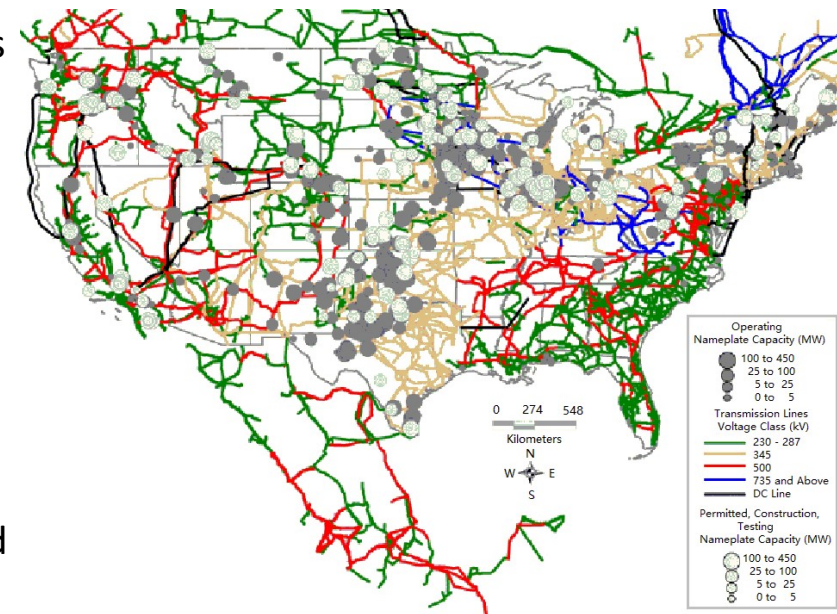 s
d
0 274 548
Kilometers
N
W E
S
Operating
Nameplate Capacity (MW)
100 to 450
25 to 100
5 to 25
0 to 5
Transmission Lines
Voltage Class (kV)
230 - 287
345
500
735 and Above
DC Line
Permitted, Construction,
Testing
Nameplate Capacity (MW)
100 to 450
25 to 100
5 to 25
0 to 5